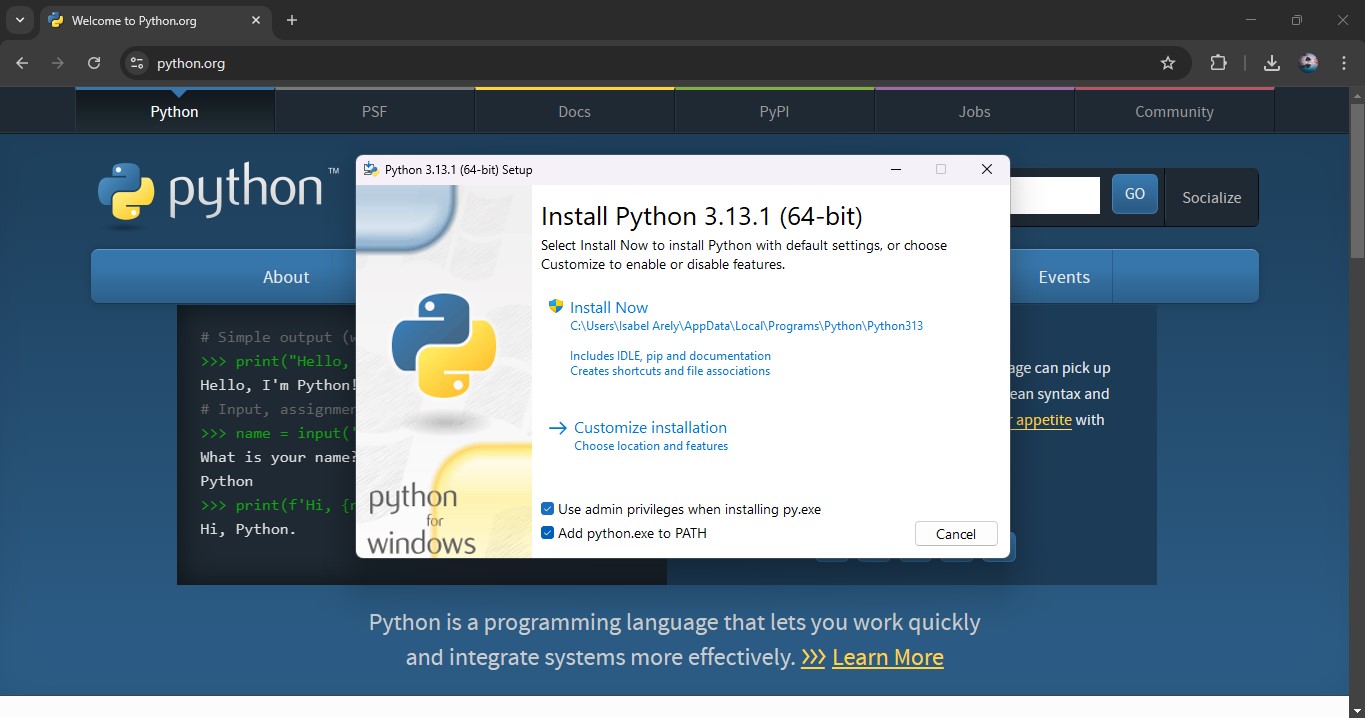 Welcome to Python.org
python.org
Python
PSF
Docs
PyPI
Jobs
Community
python™
GO
Socialize
About
Events
# Simple output (w
>>> print("Hello,
Hello, I'm Python!
# Input, assignmen
>>> name = input('
What is your name?
Python
>>> print(f'Hi, {n
Hi, Python.
age can pick up
ean syntax and
r appetite with
Python 3.13.1 (64-bit) Setup
Install Python 3.13.1 (64-bit)
Select Install Now to install Python with default settings, or choose
Customize to enable or disable features.
Install Now
C:\Users\Isabel Arely\AppData\Local\Programs\Python\Python313
Includes IDLE, pip and documentation
Creates shortcuts and file associations
Customize installation
Choose location and features
Use admin privileges when installing py.exe
Add python.exe to PATH
Cancel
python
for
windows
Python is a programming language that lets you work quickly
and integrate systems more effectively. >>> Learn More